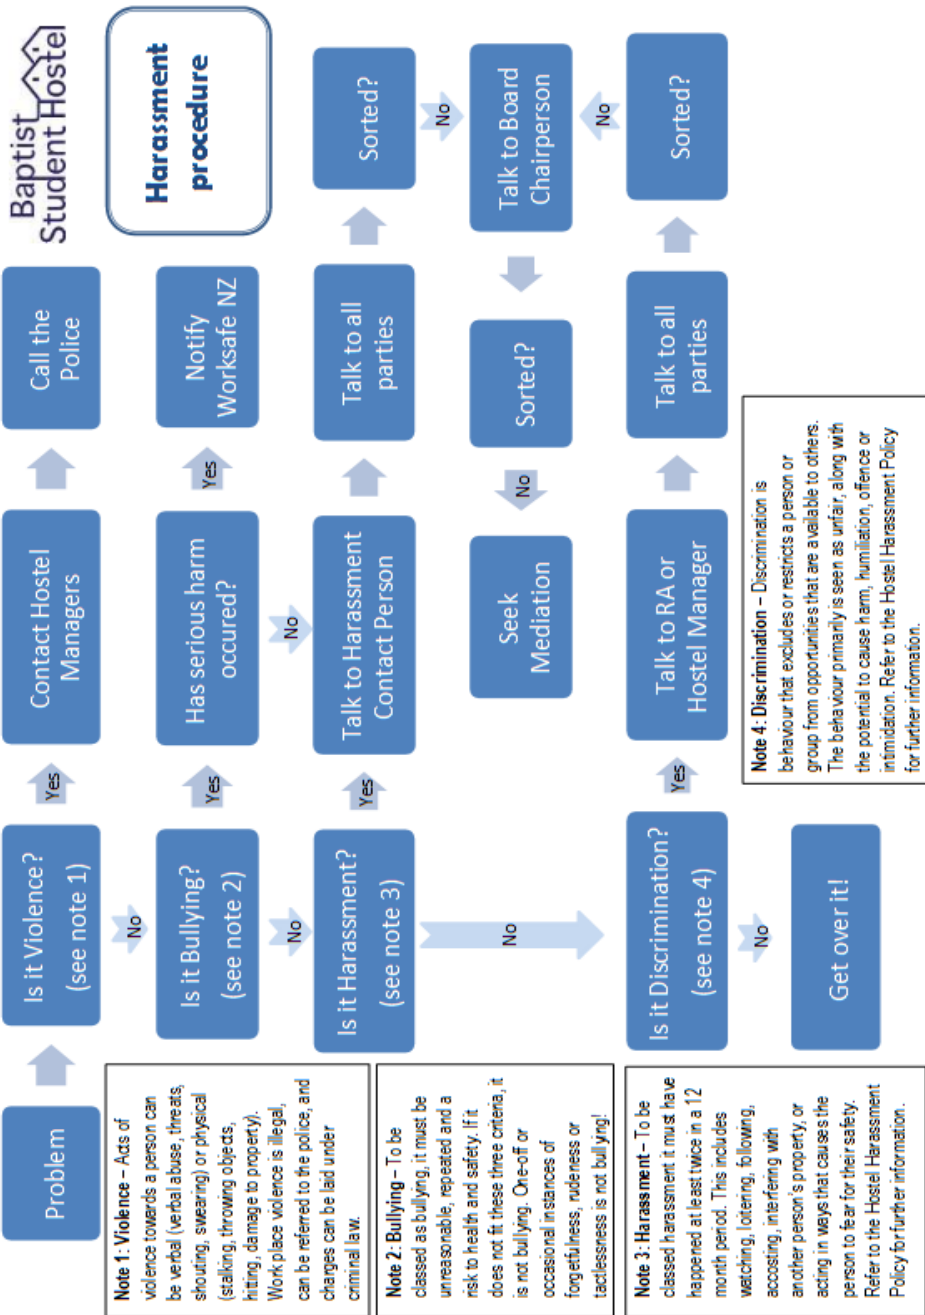 Baptist
Student Hostel
Harassment
procedure
Problem
Is it Violence?
(see note 1)
Yes
Contact Hostel
Managers
Call the
Police
No
Is it Bullying?
(see note 2)
Yes
Has serious harm
occured?
Yes
Notify
Worksafe NZ
No
No
Is it Harassment?
(see note 3)
Yes
Talk to Harassment
Contact Person
Talk to all
parties
Sorted?
No
Talk to Board
Chairperson
Sorted?
No
Seek
Mediation
No
Is it Discrimination?
(see note 4)
Yes
Talk to RA or
Hostel Manager
Talk to all
parties
Sorted?
No
No
Get over it!
Note 1: Violence – Acts of
violence towards a person can
be verbal (verbal abuse, threats,
shouting, swearing) or physical
(stalking, throwing objects,
hitting, damage to property).
Work place violence is illegal,
can be referred to the police, and
charges can be laid under
criminal law.
Note 2: Bullying – To be
classed as bullying, it must be
unreasonable, repeated and a
risk to health and safety. If it
does not fit these three criteria, it
is not bullying. One-off or
occasional instances of
forgetfulness, rudeness or
tactlessness is not bullying!
Note 3: Harassment – To be
classed harassment it must have
happened at least twice in a 12
month period. This includes
watching, loitering, following,
accosting, interfering with
another person's property, or
acting in ways that causes the
person to fear for their safety.
Refer to the Hostel Harassment
Policy for further information.
Note 4: Discrimination – Discrimination is
behaviour that excludes or restricts a person or
group from opportunities that are available to others.
The behaviour primarily is seen as unfair, along with
the potential to cause harm, humiliation, offence or
intimidation. Refer to the Hostel Harassment Policy
for further information.